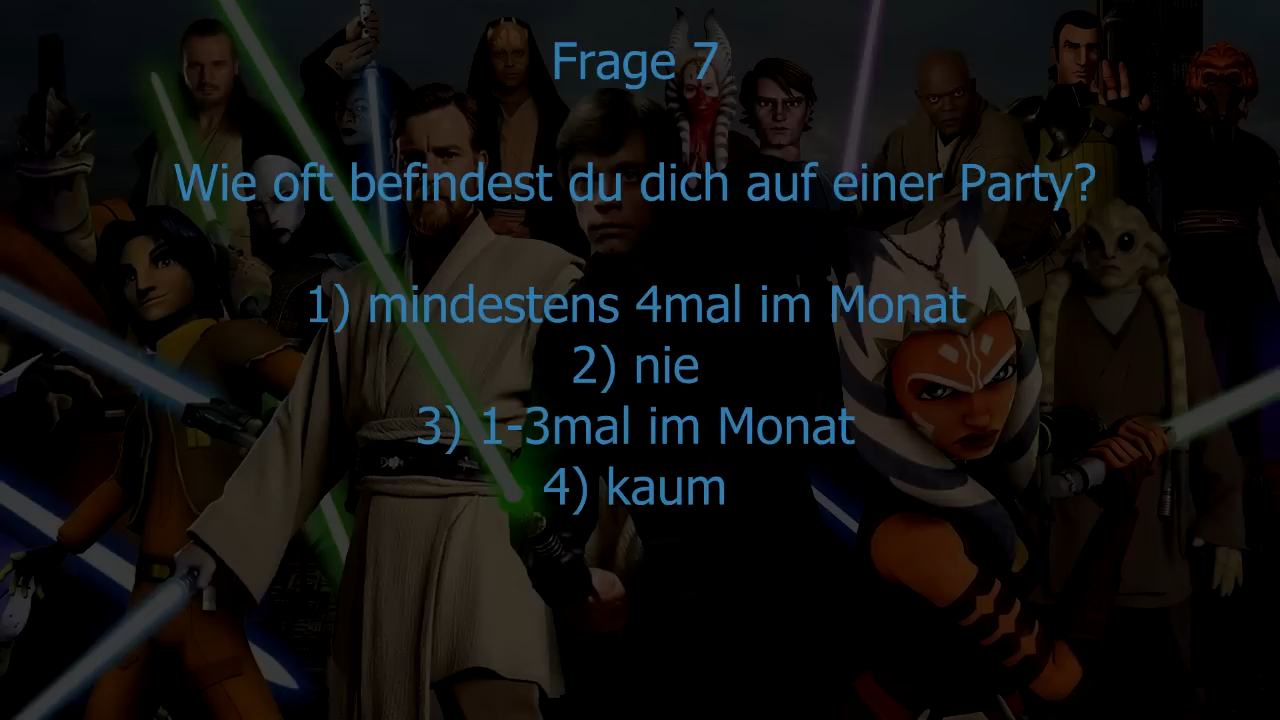 Frage 7
Wie oft befindest du dich auf einer Party?
1) mindestens 4mal im Monat
2) nie
3) 1-3mal im Monat
4) kaum